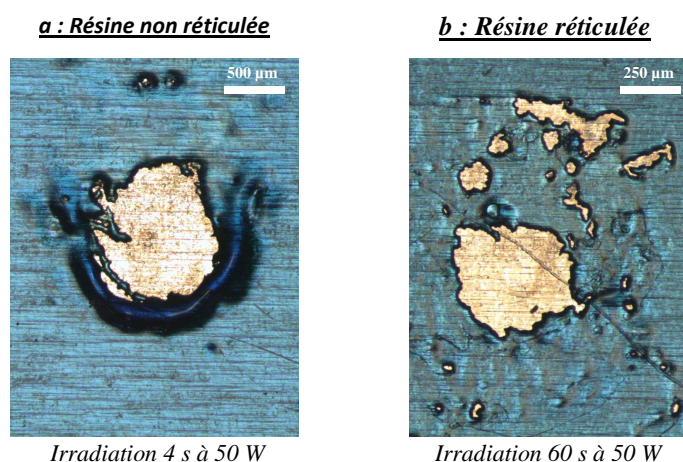 a : Résine non réticulée
b : Résine réticulée
500 µm
250 µm
Irradiation 4 s à 50 W
Irradiation 60 s à 50 W